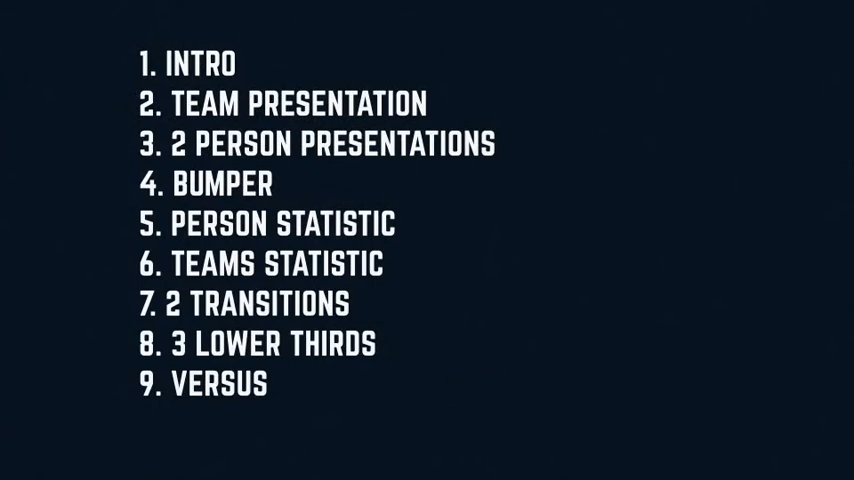 1. INTRO
2. TEAM PRESENTATION
3. 2 PERSON PRESENTATIONS
4. BUMPER
5. PERSON STATISTIC
6. TEAMS STATISTIC
7. 2 TRANSITIONS
8. 3 LOWER THIRDS
9. VERSUS